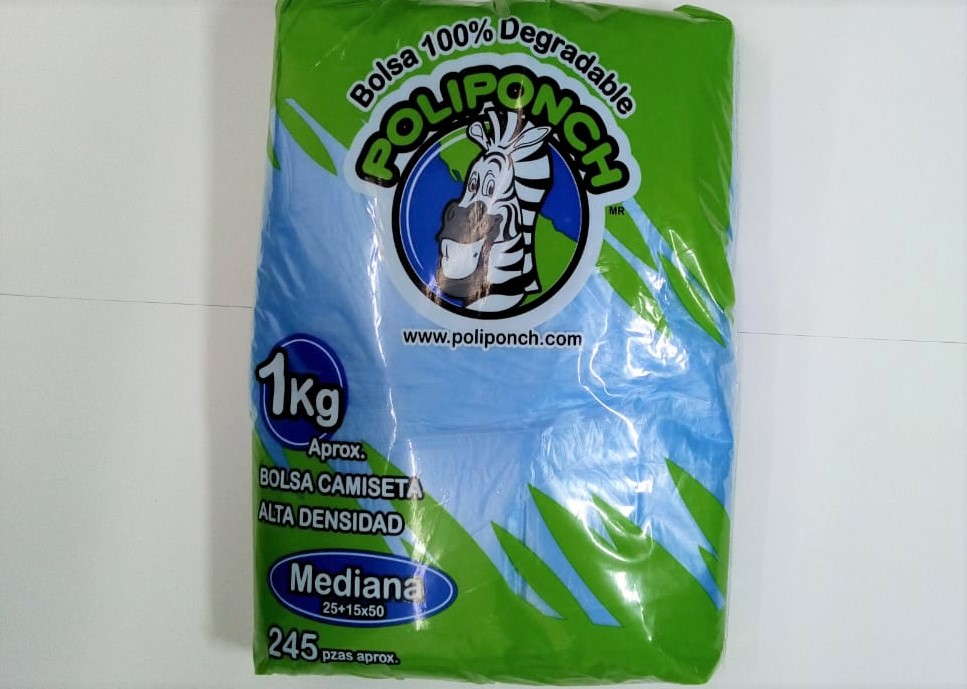 Bolsa 100% Degradable
POLIPONCH
MR
www.poliponch.com
1Kg
Aprox.
BOLSA CAMISETA
ALTA DENSIDAD
Mediana
25+15x50
245 pzas aprox.